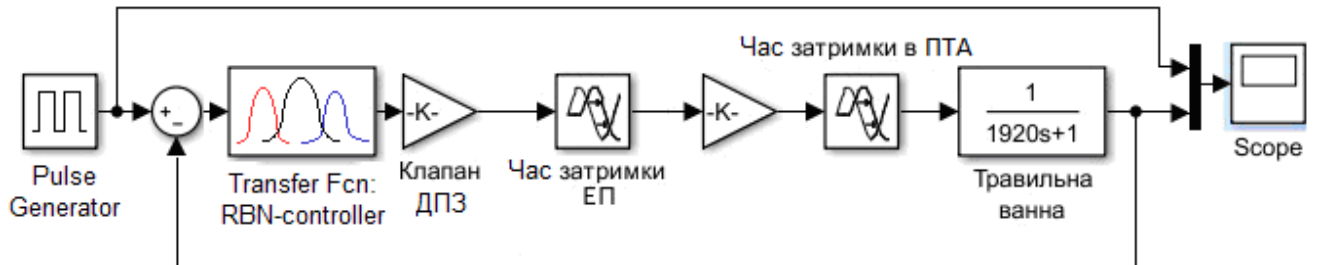 Час затримки в ПТА
+
-
-K-
-K-
1
1920s+1
Pulse
Generator
Transfer Fcn:
RBN-controller
Клапан
ДПЗ
Час затримки
ЕП
Травильна
ванна
Scope